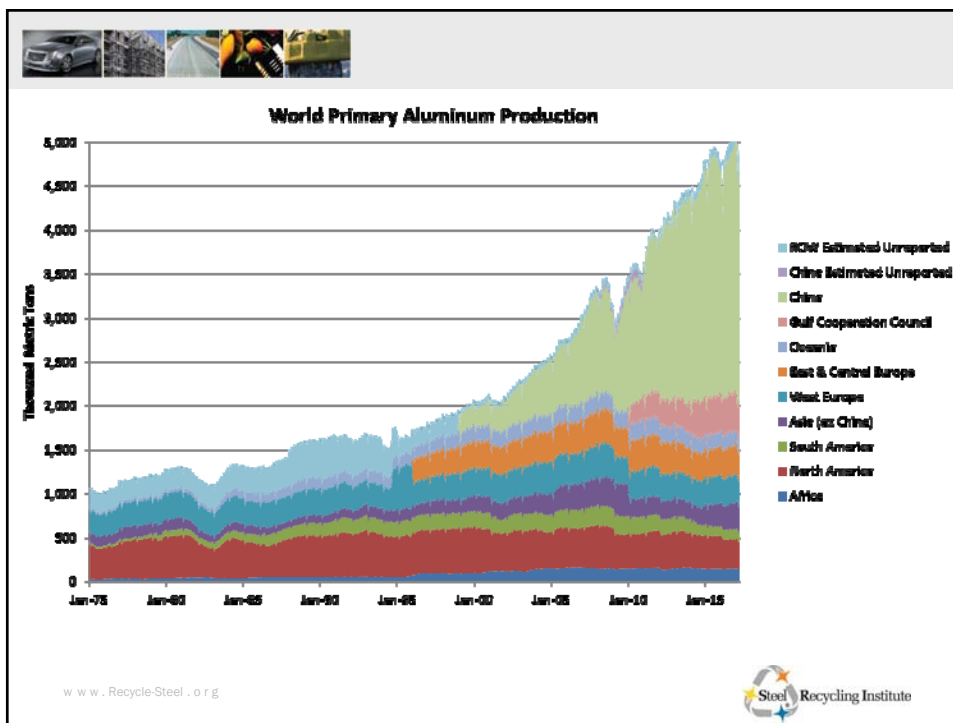 World Primary Aluminum Production
5,000
4,500
4,000
3,500
3,000
2,500
2,000
1,500
1,000
500
0
Thousand Metric Tons
Jan-75
Jan-80
Jan-85
Jan-90
Jan-95
Jan-00
Jan-05
Jan-10
Jan-15
ROW Estimated Unreported
China Estimated Unreported
China
Gulf Cooperation Council
Oceania
East & Central Europe
West Europe
Asia (ex China)
South America
North America
Africa
www.Recycle-Steel.org
Steel Recycling Institute